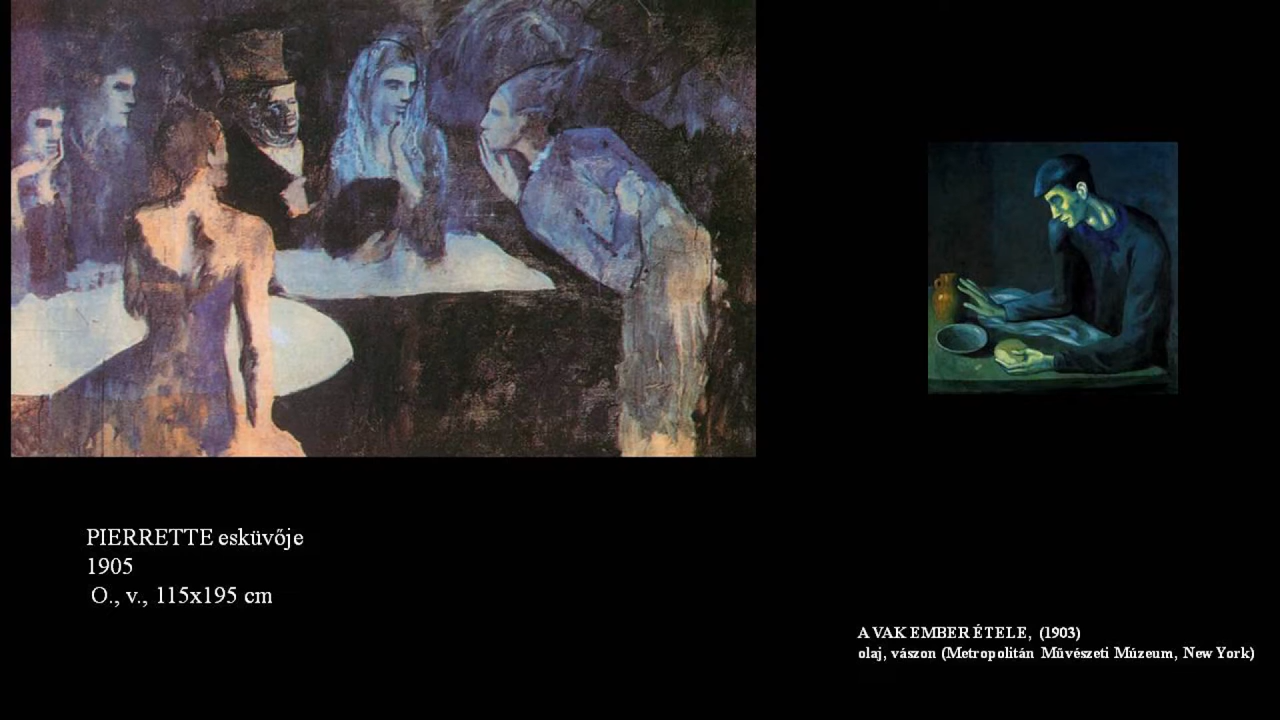 PIERRETTE esküvője
1905
O., v., 115x195 cm
A VAK EMBER ÉTELE, (1903)
olaj, vászon (Metropolitán Művészeti Múzeum, New York)